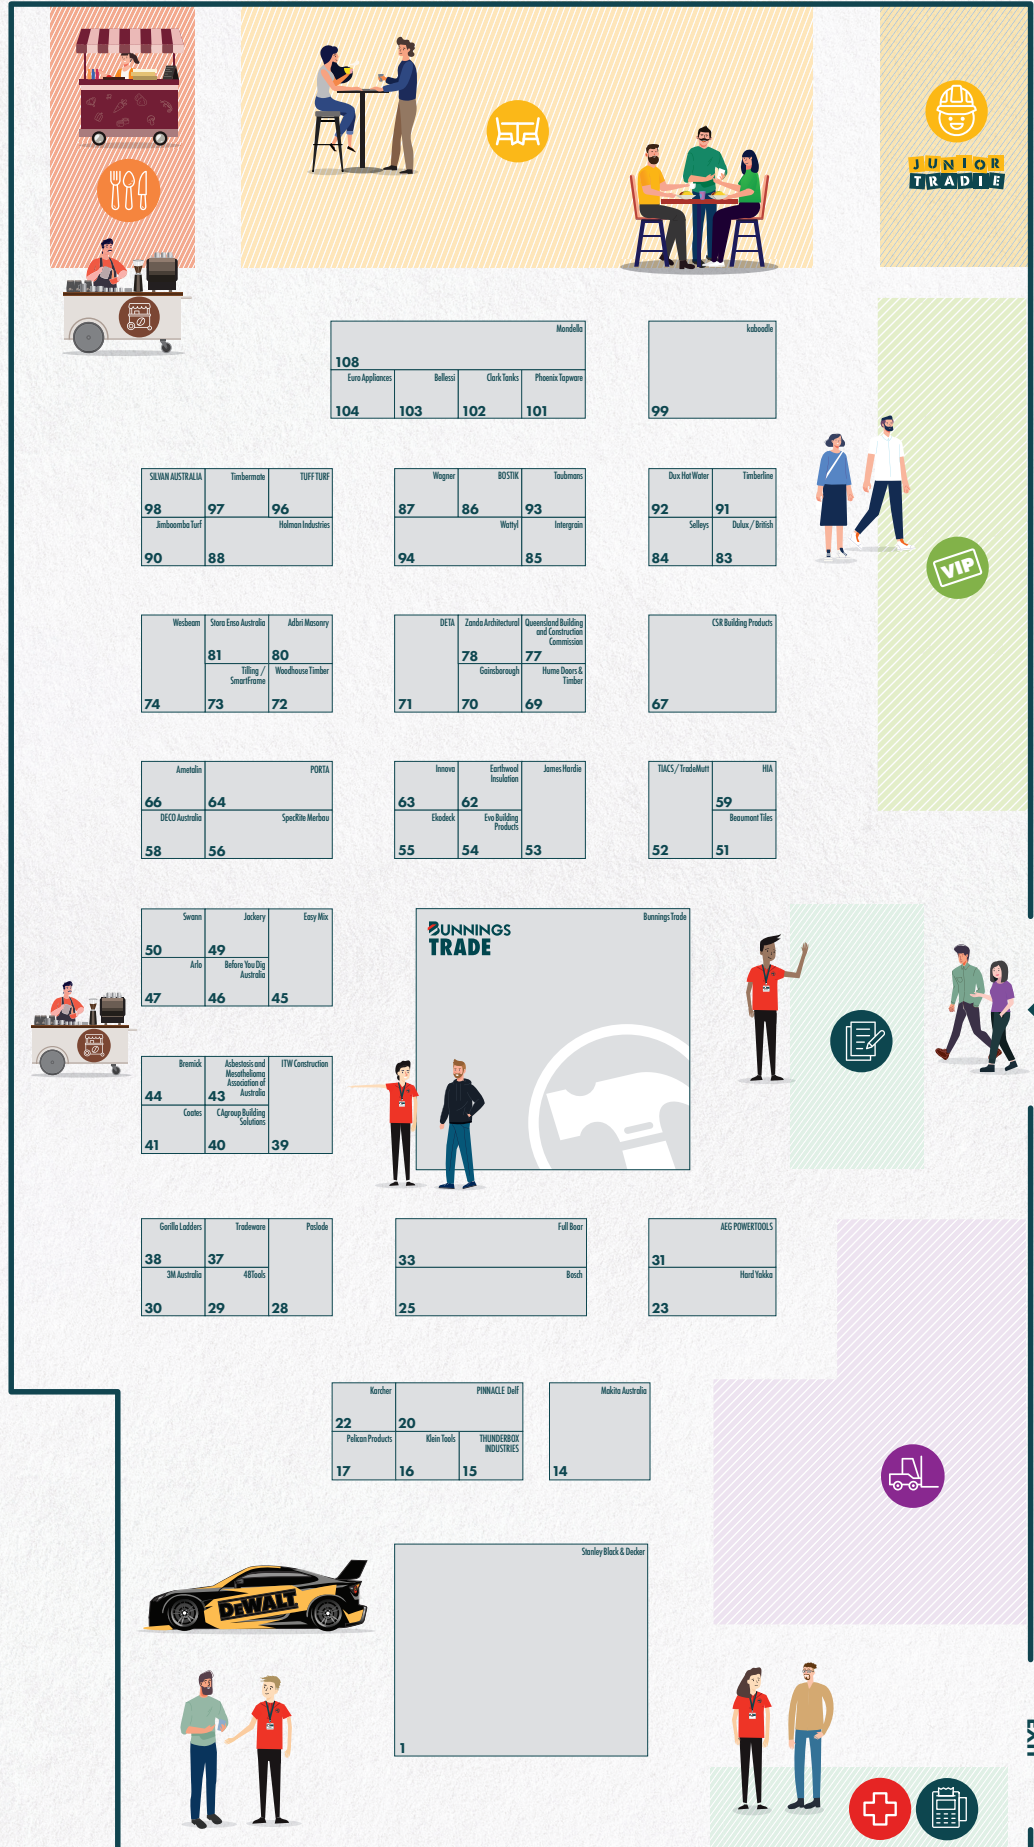 JUNIOR
TRADIE
Mondella
108
Euro Appliances
Bellessi
Clark Tanks
Phoenix Tapware
104
103
102
101
kaboodle
99
SILVAN AUSTRALIA
Timbermate
TUFF TURF
98
97
96
Jimboomba Turf
Holman Industries
90
88
Wagner
BOSTIK
Taubmans
87
86
93
Wattyl
Intergrain
94
85
Dux Hot Water
Timberline
92
91
Selleys
Dulux / British
84
83
VIP
Wesbeam
Stora Enso Australia
Adbri Masonry
81
80
Tilling /
SmartFrame
Woodhouse Timber
74
73
72
DETA
Zanda Architectural
Queensland Building
and Construction
Commission
78
77
Gainsborough
Hume Doors &
Timber
71
70
69
CSR Building Products
67
Ametalin
PORTA
66
64
DECO Australia
SpecRite Merbau
58
56
Innova
Earthwool
Insulation
James Hardie
63
62
Ekodeck
Evo Building
Products
55
54
53
TIACS / TradeMutt
HIA
59
Beaumont Tiles
52
51
Swann
Jackery
Easy Mix
50
49
Arlo
Before You Dig
Australia
47
46
45
Bunnings Trade
BUNNINGS
TRADE
Bremick
Asbestosis and
Mesothelioma
Association of
Australia
ITW Construction
44
43
Coates
CAgroup Building
Solutions
41
40
39
Gorilla Ladders
Tradeware
Paslode
38
37
3M Australia
48Tools
30
29
28
Full Boar
33
Bosch
25
AEG POWERTOOLS
31
Hard Yakka
23
Karcher
PINNACLE Delf
22
20
Pelican Products
Klein Tools
THUNDERBOX
INDUSTRIES
17
16
15
Makita Australia
14
Stanley Black & Decker
1
DEWALT